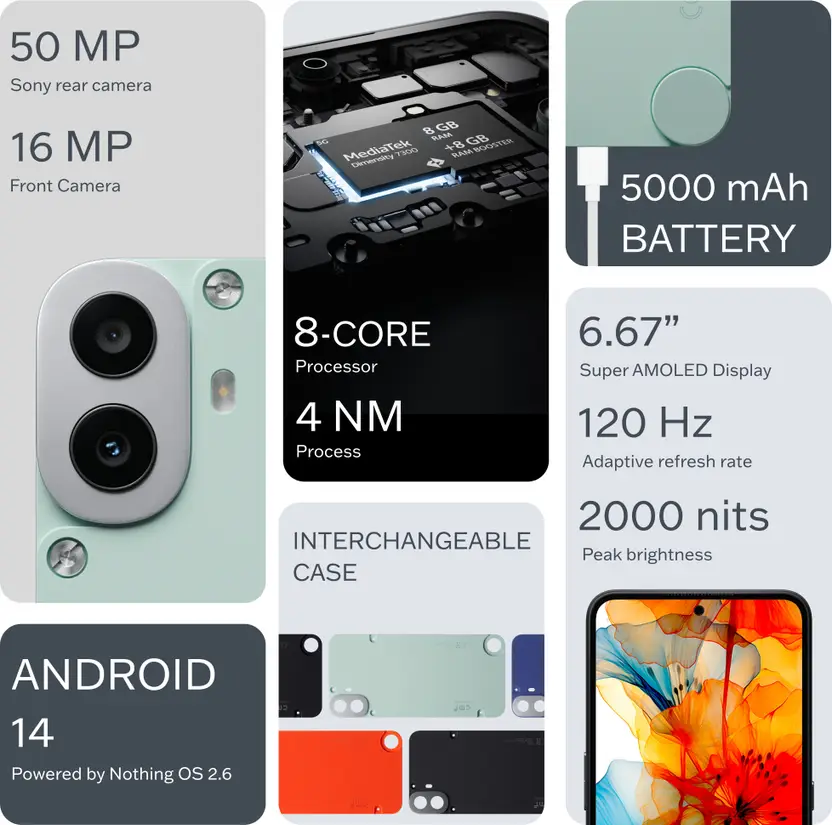 50 MP
Sony rear camera
16 MP
Front Camera
5G
MediaTek
Dimensity 7300
8 GB
RAM
+8 GB
RAM BOOSTER
8-CORE
Processor
4 NM
Process
5000 mAh
BATTERY
6.67”
Super AMOLED Display
120 Hz
Adaptive refresh rate
2000 nits
Peak brightness
INTERCHANGEABLE
CASE
ANDROID
14
Powered by Nothing OS 2.6